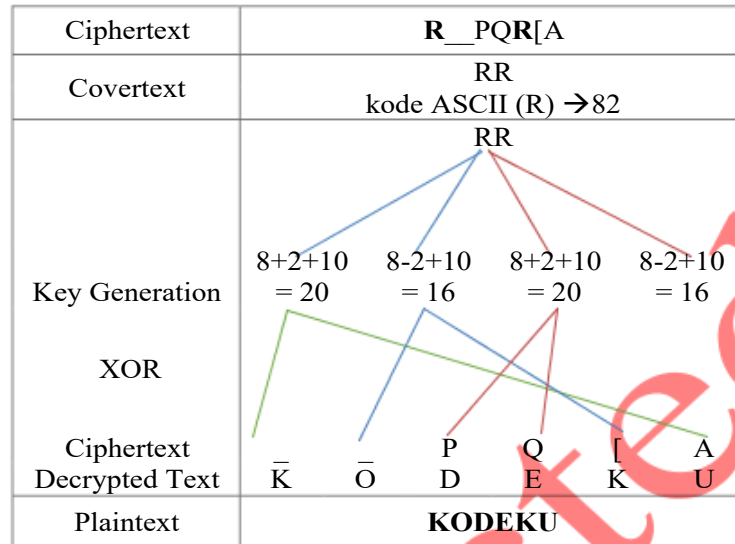 Ciphertext R__PQR[A
Covertext RR
kode ASCII (R) →82
RR
8+2+10 8-2+10 8+2+10 8-2+10
Key Generation = 20 = 16 = 20 = 16
XOR
Ciphertext _ _ P Q [ A
Decrypted Text K O D E K U
Plaintext KODEKU